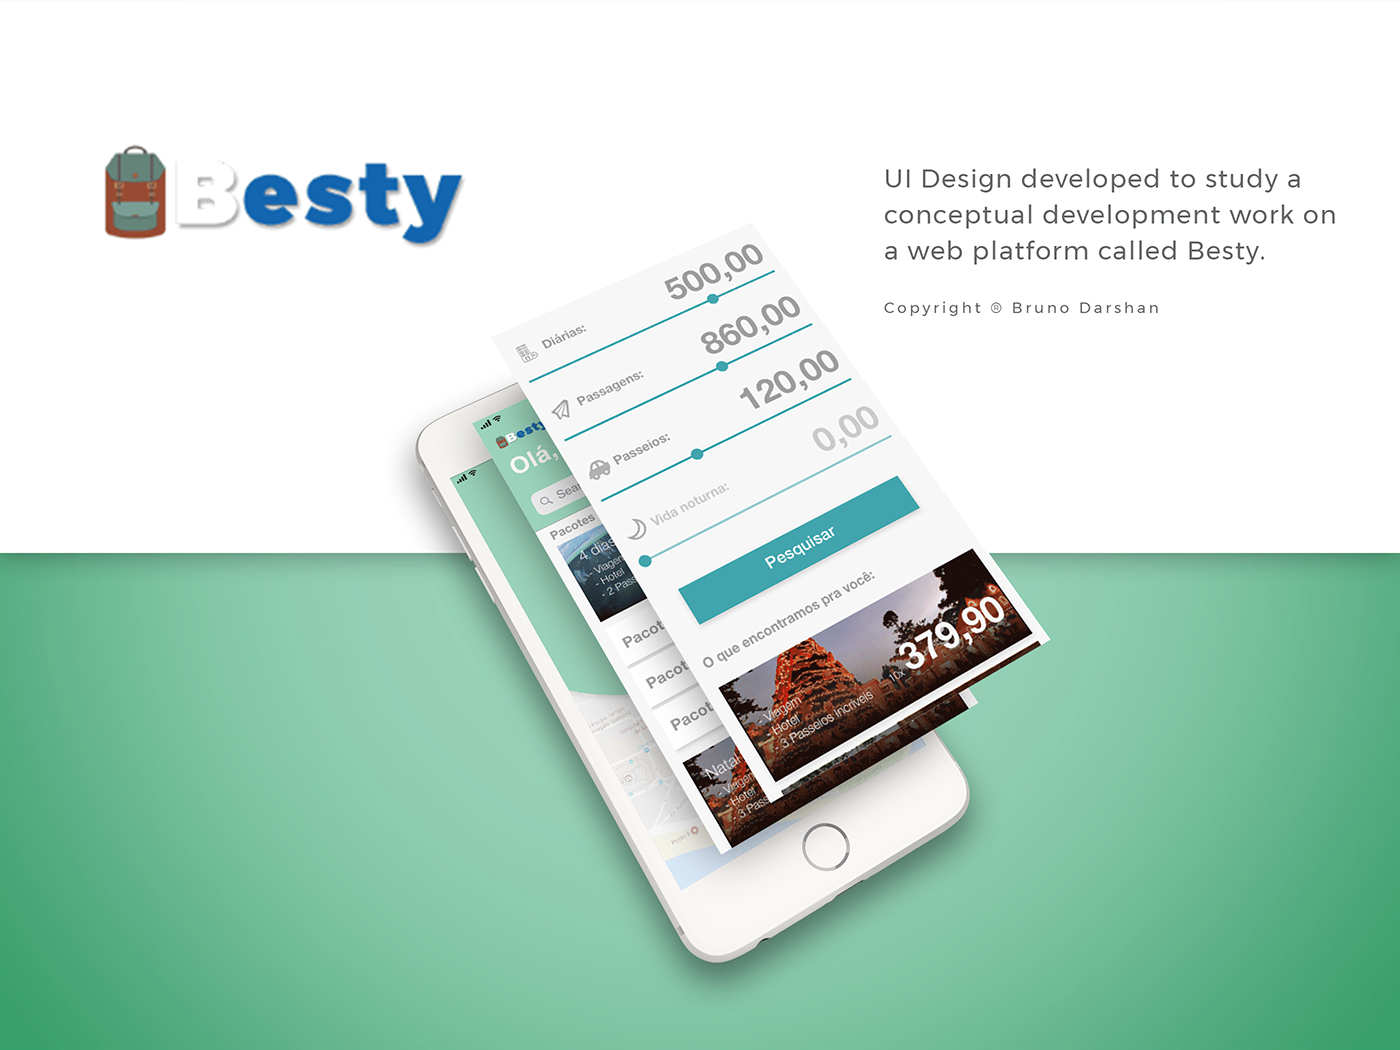 Besty
UI Design developed to study a
conceptual development work on
a web platform called Besty.
Copyright ® Bruno Darshan
500,00
Diárias:
860,00
Passagens:
120,00
Passeios:
0,00
Vida noturna:
Pesquisar
O que encontramos pra você:
379,90
10x
- Viagem
- Hotel
- 3 Passeios incríveis
Besty
Olá,
Sea
Pacotes
4 dias
- Viagem
- Hotel
- 2 Pass
Pacot
Pacot
Pacot
Natal
- Viagem
- Hotel
- 3 Pass